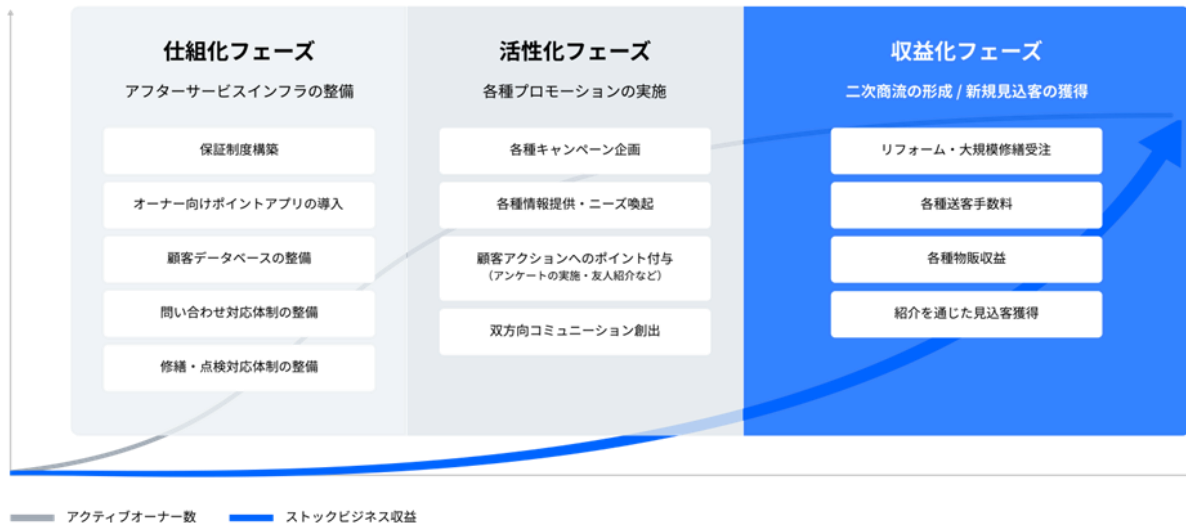 仕組化フェーズ
アフターサービスインフラの整備
保証制度構築
オーナー向けポイントアプリの導入
顧客データベースの整備
問い合わせ対応体制の整備
修繕・点検対応体制の整備
活性化フェーズ
各種プロモーションの実施
各種キャンペーン企画
各種情報提供・ニーズ喚起
顧客アクションへのポイント付与
（アンケートの実施・友人紹介など）
双方向コミュニーション創出
収益化フェーズ
二次商流の形成 / 新規見込客の獲得
リフォーム・大規模修繕受注
各種送客手数料
各種物販収益
紹介を通じた見込客獲得
アクティブオーナー数
ストックビジネス収益